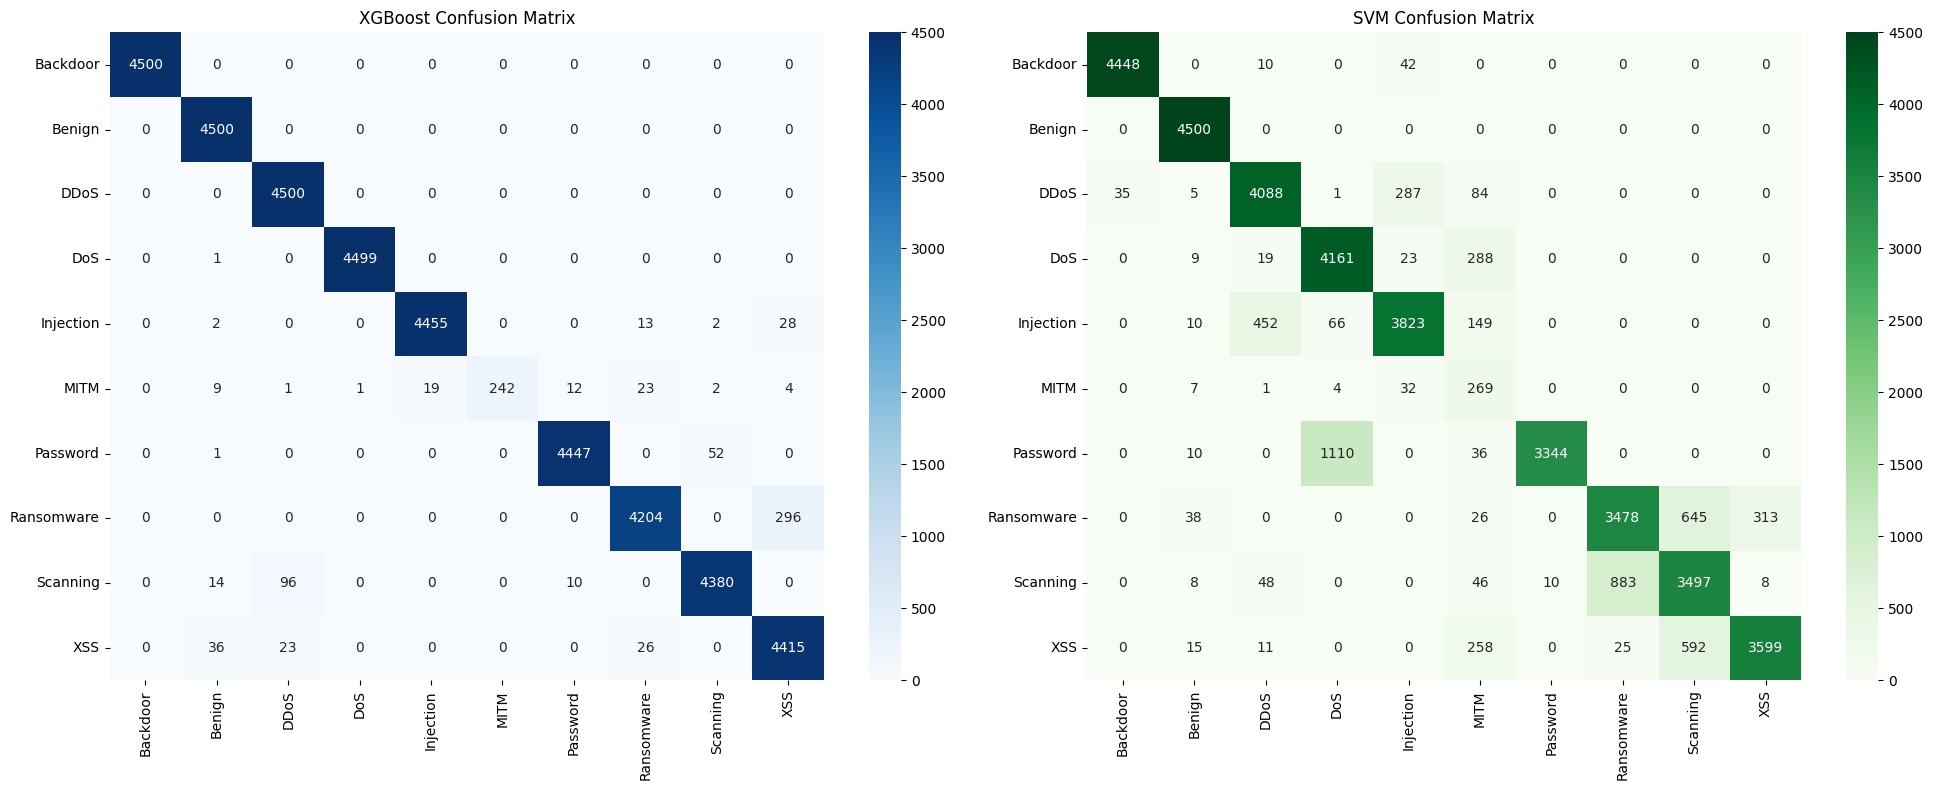 XGBoost Confusion Matrix
Backdoor 4500 0 0 0 0 0 0 0 0 0
Benign 0 4500 0 0 0 0 0 0 0 0
DDoS 0 0 4500 0 0 0 0 0 0 0
DoS 0 1 0 4499 0 0 0 0 0 0
Injection 0 2 0 0 4455 0 0 13 2 28
MITM 0 9 1 1 19 242 12 23 2 4
Password 0 1 0 0 0 0 4447 0 52 0
Ransomware 0 0 0 0 0 0 0 4204 0 296
Scanning 0 14 96 0 0 0 10 0 4380 0
XSS 0 36 23 0 0 0 0 26 0 4415
Backdoor Benign DDoS DoS Injection MITM Password Ransomware Scanning XSS
4500
4000
3500
3000
2500
2000
1500
1000
500
0
SVM Confusion Matrix
Backdoor 4448 0 10 0 42 0 0 0 0 0
Benign 0 4500 0 0 0 0 0 0 0 0
DDoS 35 5 4088 1 287 84 0 0 0 0
DoS 0 9 19 4161 23 288 0 0 0 0
Injection 0 10 452 66 3823 149 0 0 0 0
MITM 0 7 1 4 32 269 0 0 0 0
Password 0 10 0 1110 0 36 3344 0 0 0
Ransomware 0 38 0 0 0 26 0 3478 645 313
Scanning 0 8 48 0 0 46 10 883 3497 8
XSS 0 15 11 0 0 258 0 25 592 3599
Backdoor Benign DDoS DoS Injection MITM Password Ransomware Scanning XSS
4500
4000
3500
3000
2500
2000
1500
1000
500
0